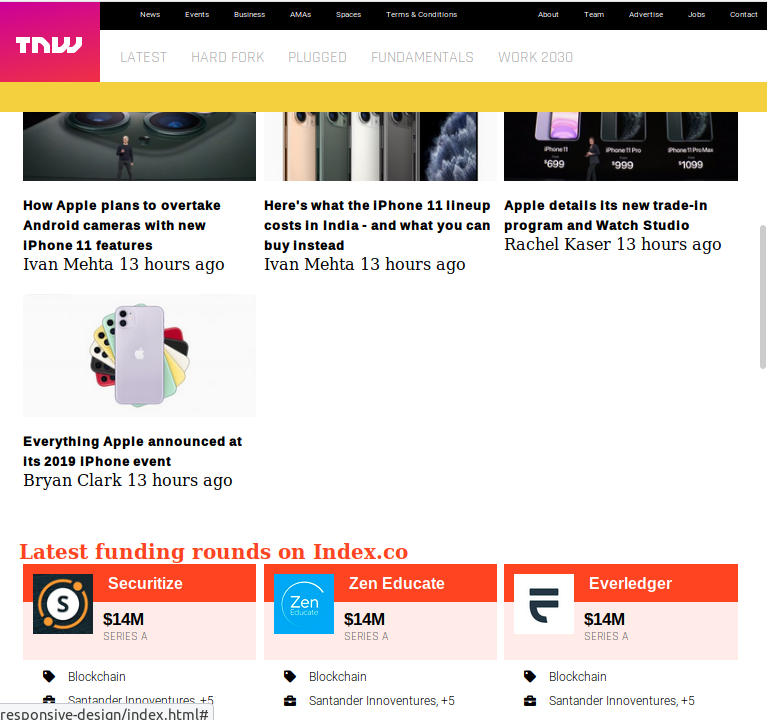 News Events Business AMAs Spaces Terms & Conditions About Team Advertise Jobs Contact
TNW
LATEST HARD FORK PLUGGED FUNDAMENTALS WORK 2030
iPhone 11 iPhone 11 Pro iPhone 11 Pro Max
$699 $999 $1099
How Apple plans to overtake
Android cameras with new
iPhone 11 features
Ivan Mehta 13 hours ago
Here's what the iPhone 11 lineup
costs in India - and what you can
buy instead
Ivan Mehta 13 hours ago
Apple details its new trade-in
program and Watch Studio
Rachel Kaser 13 hours ago
Everything Apple announced at
its 2019 iPhone event
Bryan Clark 13 hours ago
Latest funding rounds on Index.co
S
Securitize
$14M
SERIES A
Blockchain
Santander Innoventures, +5
Zen
Educate
Zen Educate
$14M
SERIES A
Blockchain
Santander Innoventures, +5
Everledger
$14M
SERIES A
Blockchain
Santander Innoventures, +5
responsive-design/index.html#